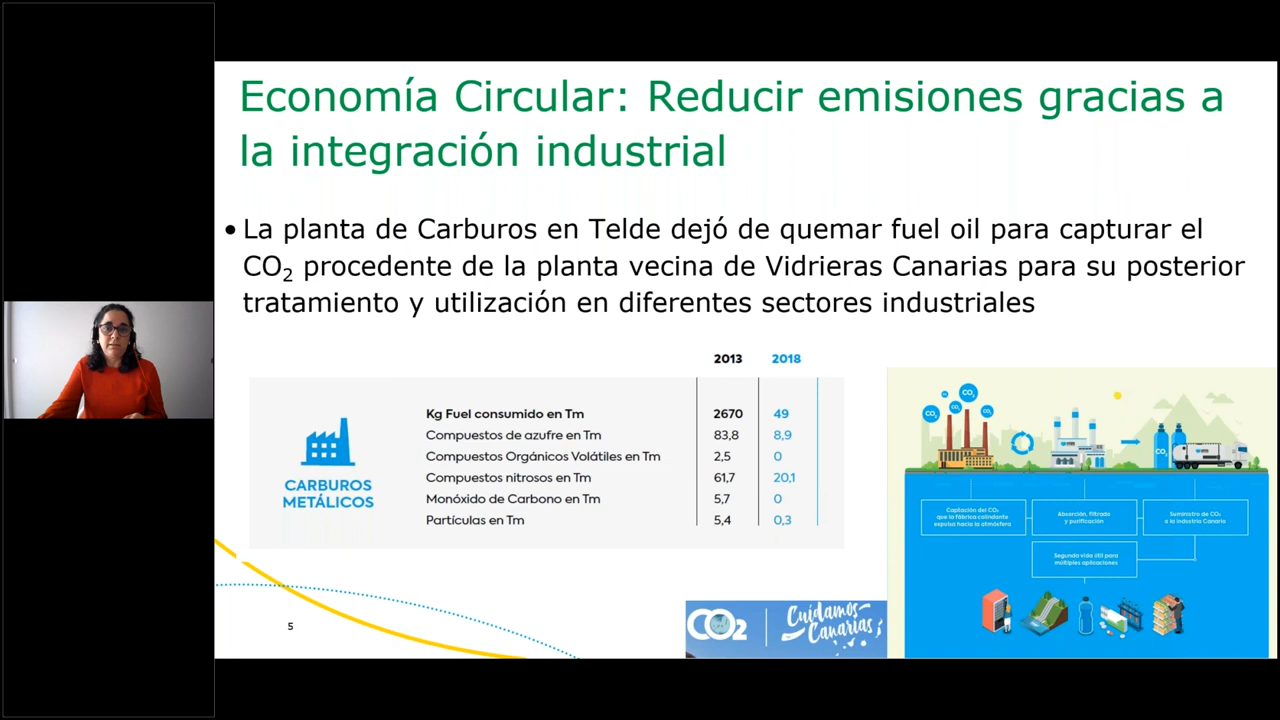 Economía Circular: Reducir emisiones gracias a
la integración industrial
• La planta de Carburos en Telde dejó de quemar fuel oil para capturar el
CO₂ procedente de la planta vecina de Vidrieras Canarias para su posterior
tratamiento y utilización en diferentes sectores industriales
2013 2018
Kg Fuel consumido en Tm 2670 49
Compuestos de azufre en Tm 83,8 8,9
Compuestos Orgánicos Volátiles en Tm 2,5 0
Compuestos nitrosos en Tm 61,7 20,1
Monóxido de Carbono en Tm 5,7 0
Partículas en Tm 5,4 0,3
CARBUROS
METÁLICOS
CO₂
CO₂
CO₂
CO₂
Captación del CO₂
que la fábrica colindante
expulsa hacia la atmósfera
Absorción, filtrado
y purificación
Suministro de CO₂
a la industria Canaria
Segunda vida útil para
múltiples aplicaciones
CO2
Cuidamos
Canarias
5